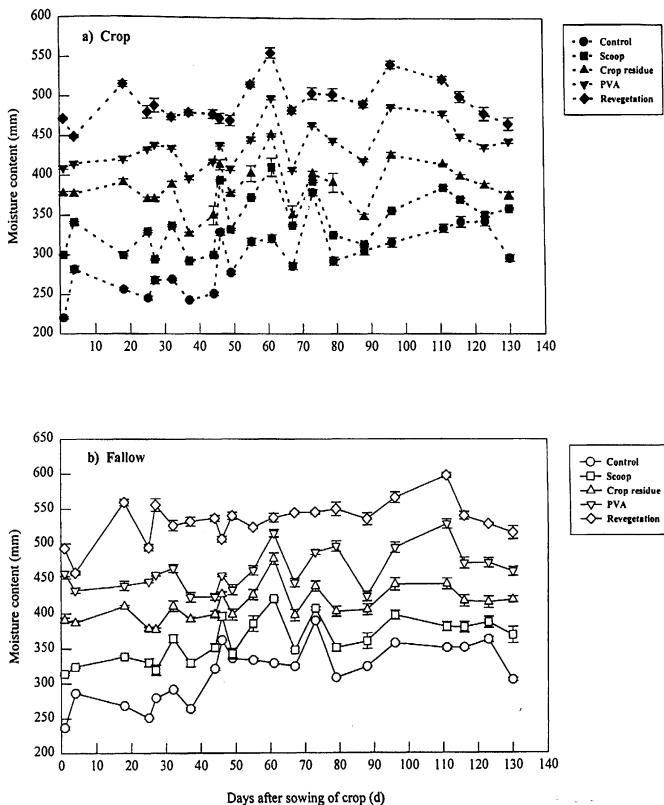 a) Crop
600
550
500
450
400
350
300
250
200
Moisture content (mm)
10 20 30 40 50 60 70 80 90 100 110 120 130 140
Control
Scoop
Crop residue
PVA
Revegetation
b) Fallow
650
600
550
500
450
400
350
300
250
200
Moisture content (mm)
0 10 20 30 40 50 60 70 80 90 100 110 120 130 140
Days after sowing of crop (d)
Control
Scoop
Crop residue
PVA
Revegetation